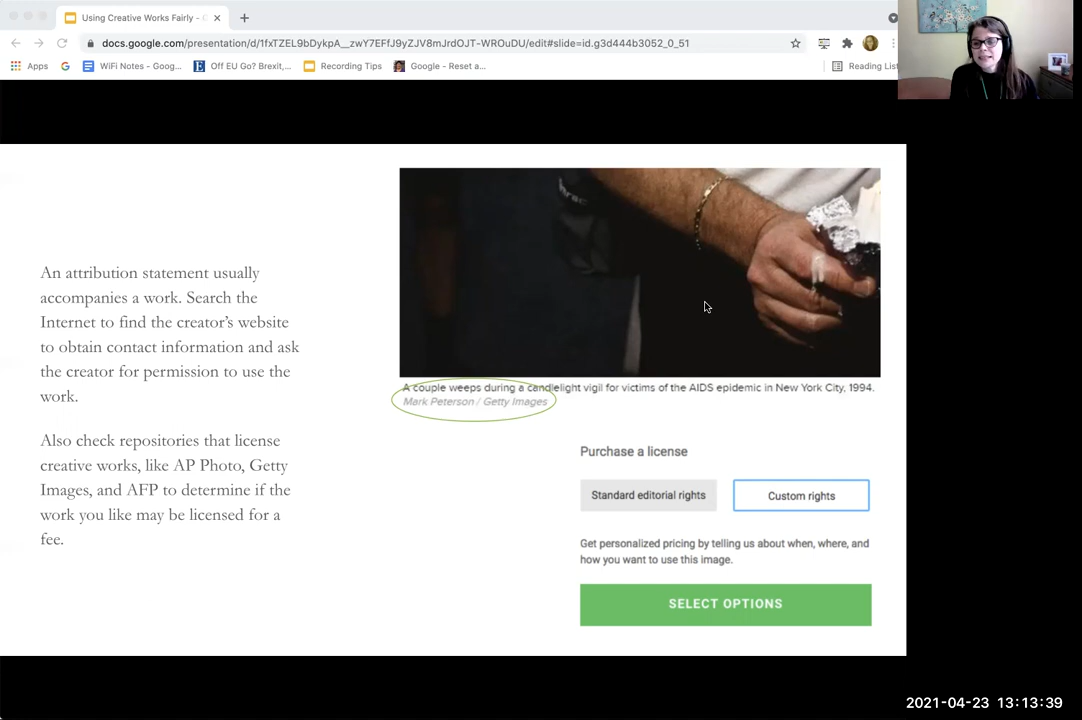 Using Creative Works Fairly - G
docs.google.com/presentation/d/1fxTZEL9bDykpA__zwY7EFfJ9yZJV8mJrdOJT-WROuDU/edit#slide=id.g3d444b3052_0_51
Apps
G
WiFi Notes - Goog...
E
Off EU Go? Brexit,...
Recording Tips
Google - Reset a...
Reading List
An attribution statement usually
accompanies a work. Search the
Internet to find the creator's website
to obtain contact information and ask
the creator for permission to use the
work.
Also check repositories that license
creative works, like AP Photo, Getty
Images, and AFP to determine if the
work you like may be licensed for a
fee.
A couple weeps during a candlelight vigil for victims of the AIDS epidemic in New York City, 1994.
Mark Peterson / Getty Images
Purchase a license
Standard editorial rights
Custom rights
Get personalized pricing by telling us about when, where, and
how you want to use this image.
SELECT OPTIONS
2021-04-23 13:13:39